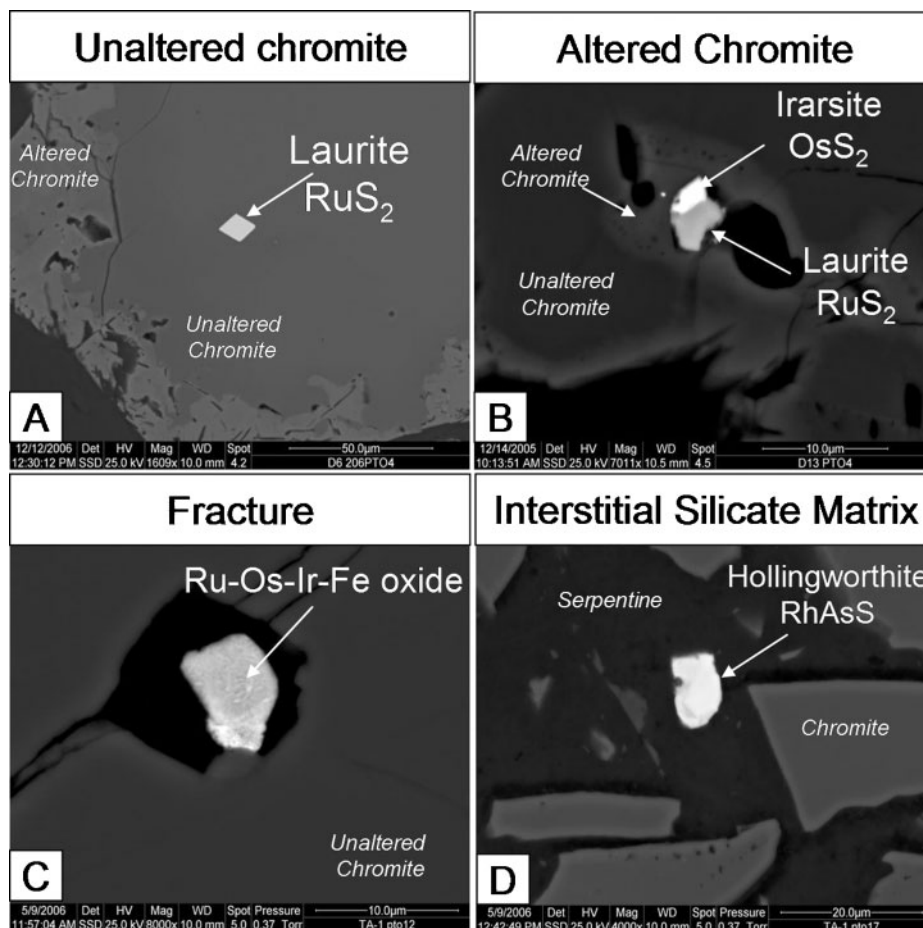 Unaltered chromite
Altered
Chromite
Laurite
RuS2
Unaltered
Chromite
A
12/12/2006 Det HV Mag WD Spot 50.0µm
12:30:12 PM SSD 25.0 kV 1609x 10.0 mm 4.2 D6 206PTO4
Altered Chromite
Irarsite
OsS2
Altered
Chromite
Unaltered
Chromite
Laurite
RuS2
B
12/14/2005 Det HV Mag WD Spot 10.0µm
10:13:51 AM SSD 25.0 kV 7011x 10.5 mm 4.5 D13 PTO4
Fracture
Ru-Os-Ir-Fe oxide
Unaltered
Chromite
C
5/9/2006 Det HV Mag WD Spot Pressure 10.0µm
11:57:04 AM SSD 25.0 kV 8000x 10.0 mm 5.0 0.37 Torr TA-1 pto12
Interstitial Silicate Matrix
Serpentine
Hollingworthite
RhAsS
Chromite
D
5/9/2006 Det HV Mag WD Spot Pressure 20.0µm
12:42:49 PM SSD 25.0 kV 4000x 10.0 mm 5.0 0.37 Torr TA-1 pto17